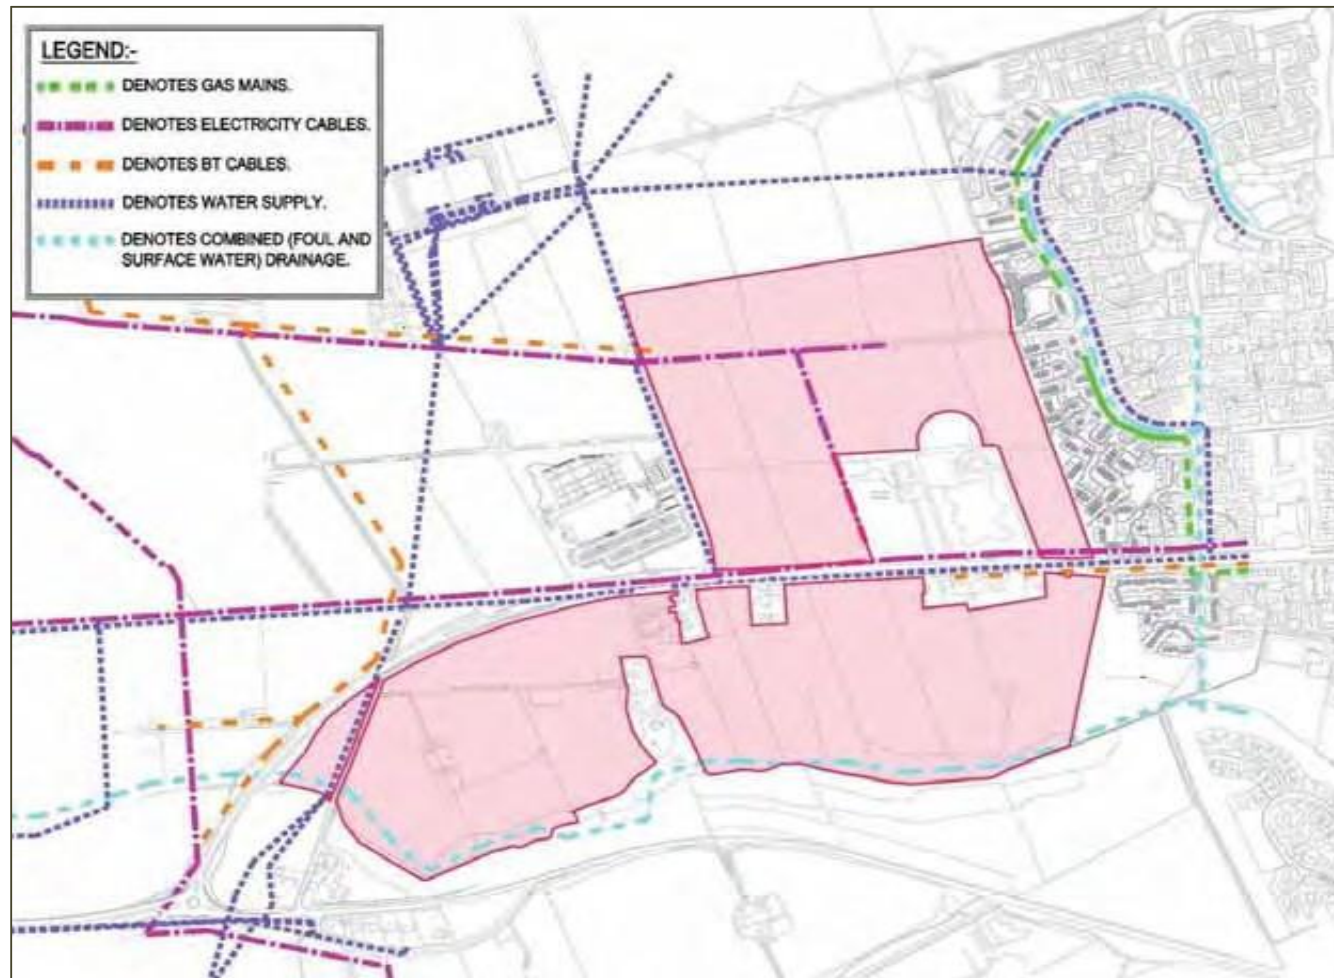 LEGEND:-
DENOTES GAS MAINS.
DENOTES ELECTRICITY CABLES.
DENOTES BT CABLES.
DENOTES WATER SUPPLY.
DENOTES COMBINED (FOUL AND
SURFACE WATER) DRAINAGE.